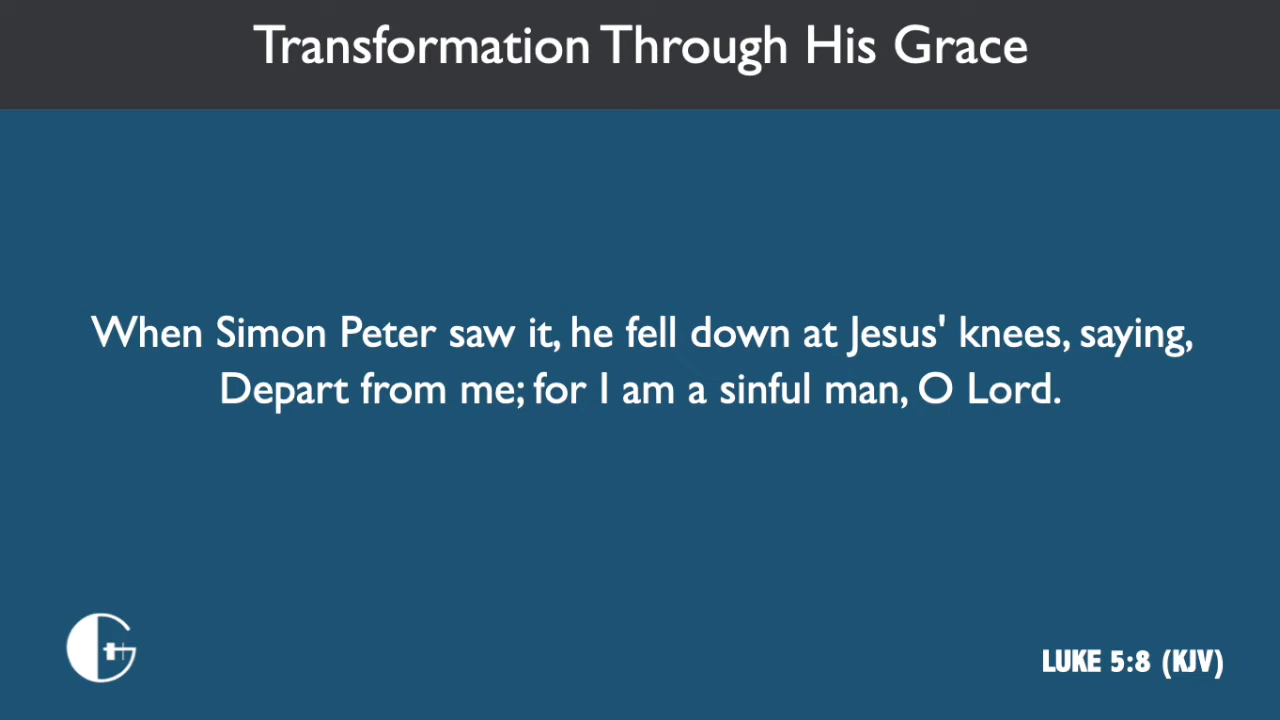 Transformation Through His Grace
When Simon Peter saw it, he fell down at Jesus' knees, saying,
Depart from me; for I am a sinful man, O Lord.
LUKE 5:8 (KJV)